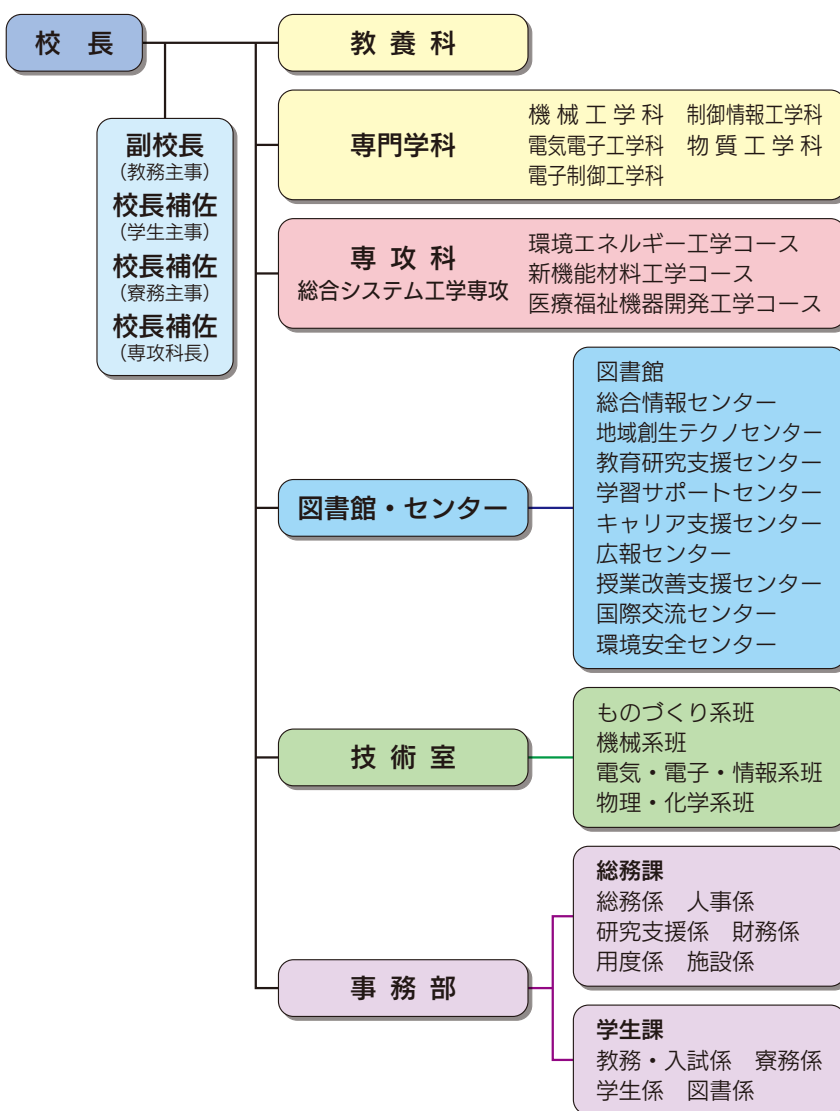 校長
副校長
（教務主事）
校長補佐
（学生主事）
校長補佐
（寮務主事）
校長補佐
（専攻科長）
教養科
専門学科
機械工学科　制御情報工学科
電気電子工学科　物質工学科
電子制御工学科
専攻科
総合システム工学専攻
環境エネルギー工学コース
新機能材料工学コース
医療福祉機器開発工学コース
図書館・センター
図書館
総合情報センター
地域創生テクノセンター
教育研究支援センター
学習サポートセンター
キャリア支援センター
広報センター
授業改善支援センター
国際交流センター
環境安全センター
技術室
ものづくり系班
機械系班
電気・電子・情報系班
物理・化学系班
事務部
総務課
総務係　人事係
研究支援係　財務係
用度係　施設係
学生課
教務・入試係　寮務係
学生係　図書係